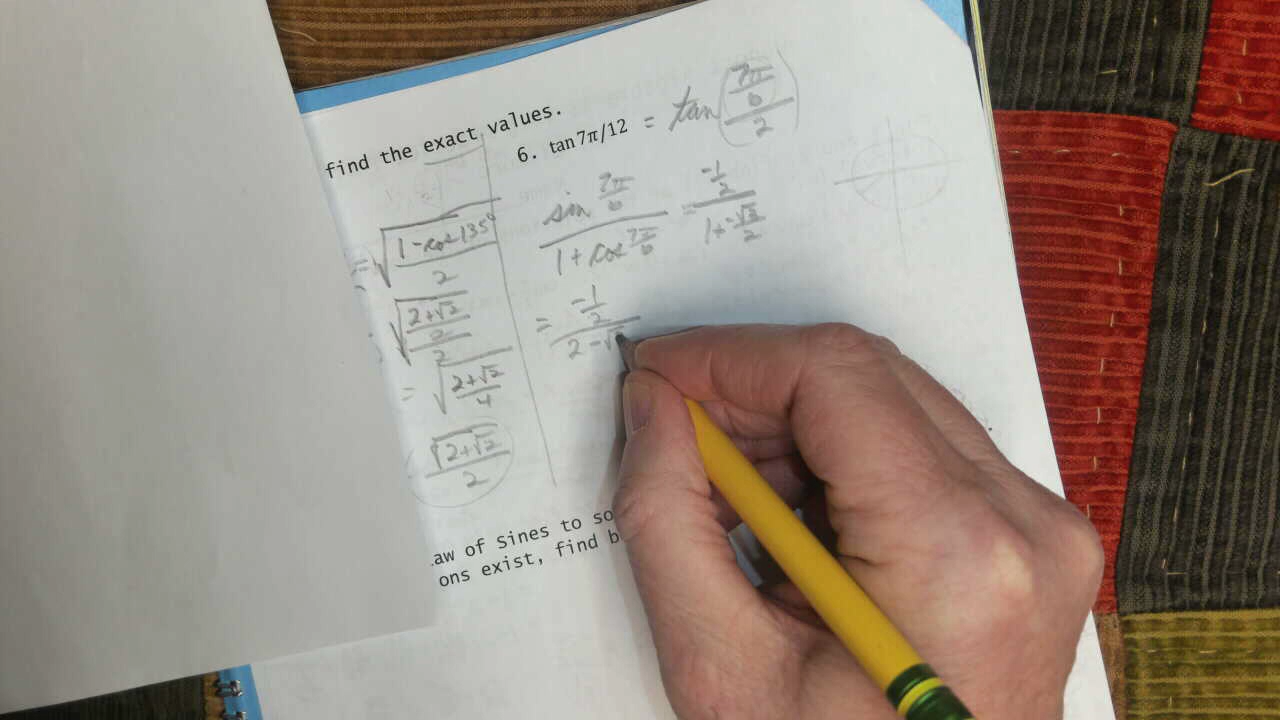 find the exact values.
6. tan 7π/12 = tan (7π/6 / 2)
= √((1 - cos 135°) / 2)
√(((2+√2)/2) / 2)
= √((2+√2) / 4)
√(2+√2) / 2
sin 7π/6 / (1 + cos 7π/6) = (-1/2) / (1 + -√3/2)
= (-1/2) / (2 - √
aw of Sines to so
ons exist, find b